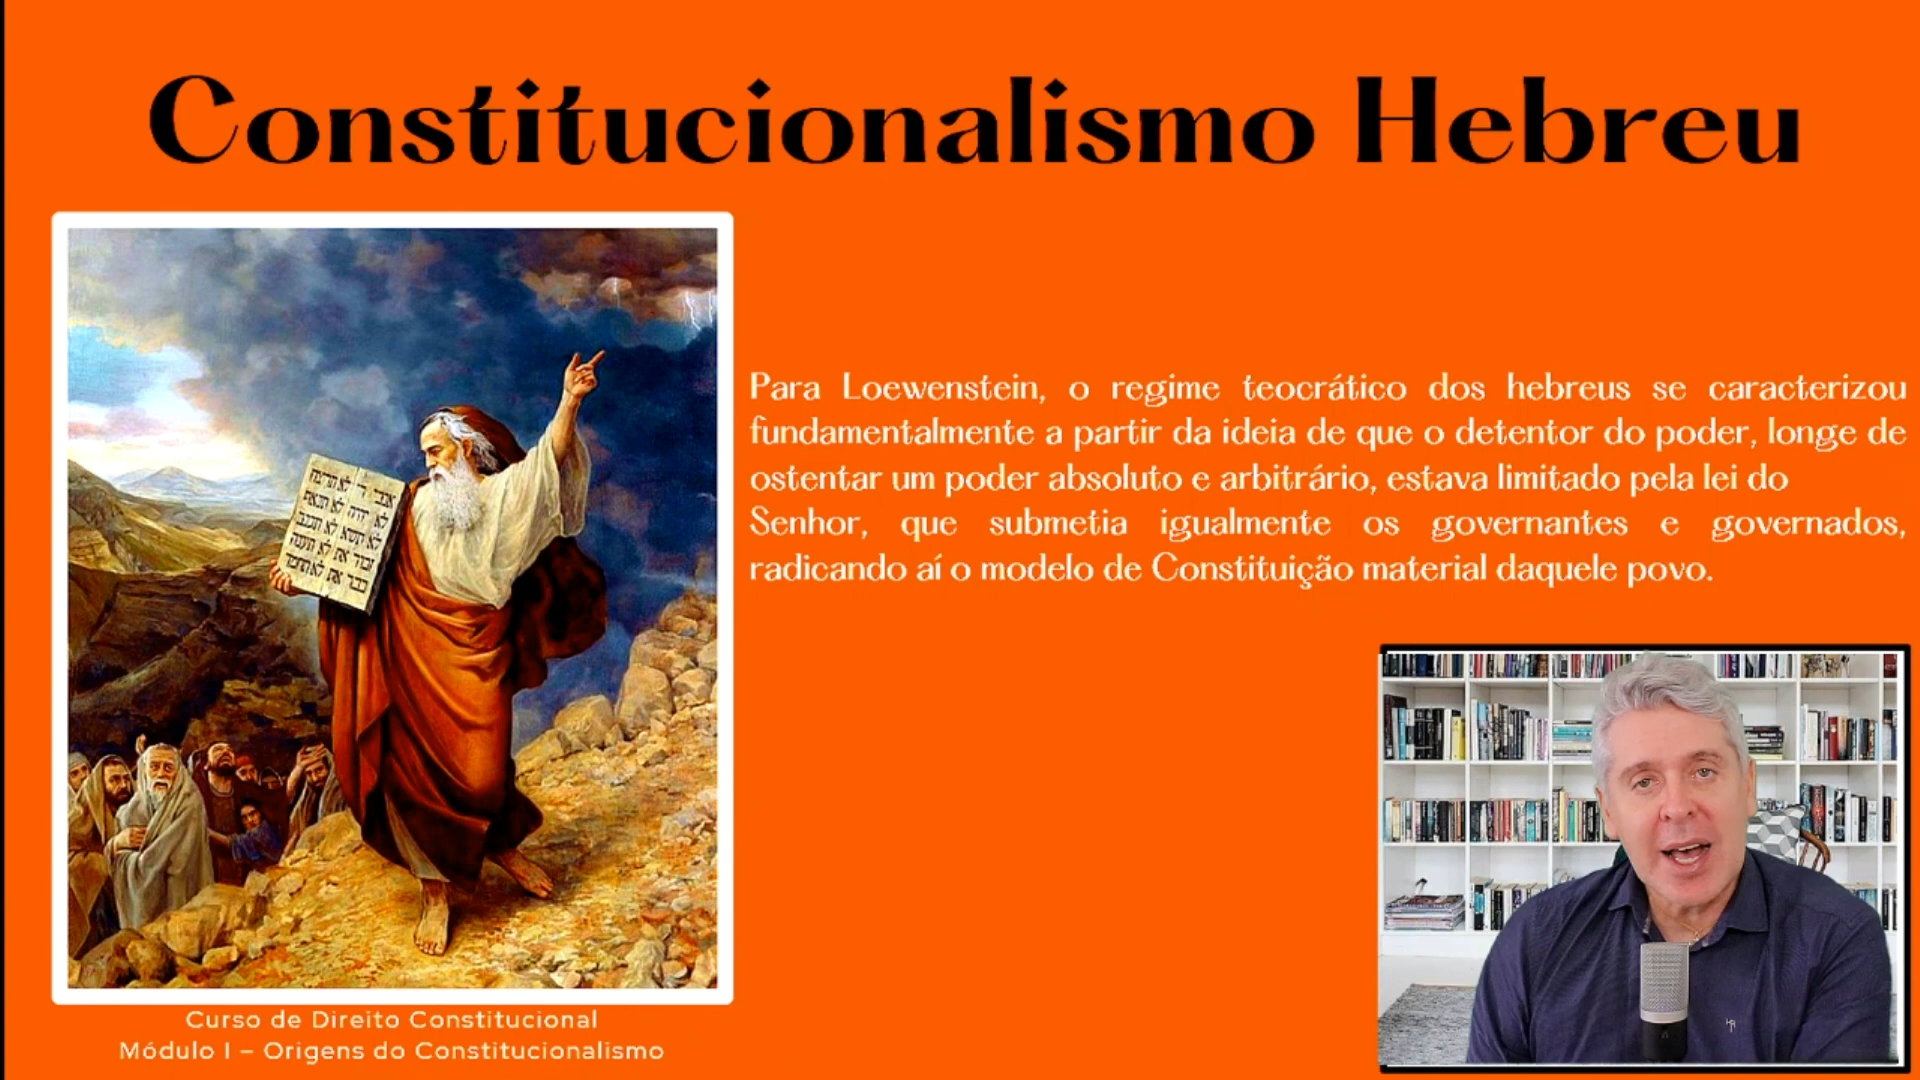 Constitucionalismo Hebreu
Para Loewenstein, o regime teocrático dos hebreus se caracterizou
fundamentalmente a partir da ideia de que o detentor do poder, longe de
ostentar um poder absoluto e arbitrário, estava limitado pela lei do
Senhor, que submetia igualmente os governantes e governados,
radicando aí o modelo de Constituição material daquele povo.
Curso de Direito Constitucional
Módulo I – Origens do Constitucionalismo